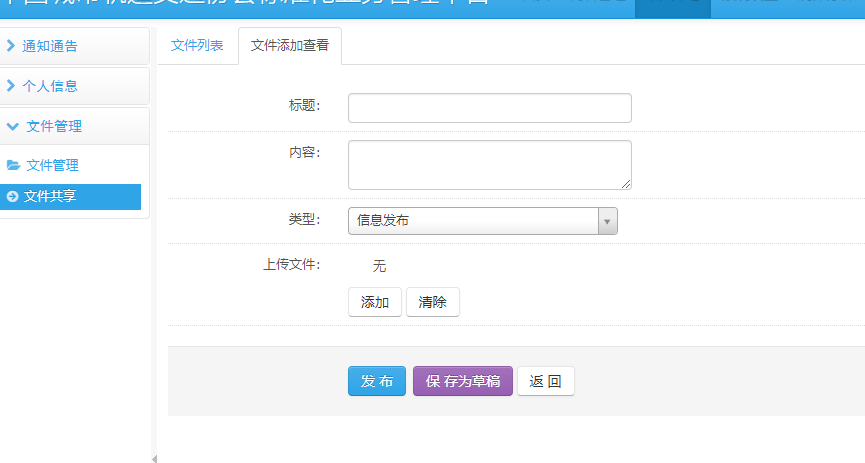 通知通告
文件列表
文件添加查看
个人信息
标题：
文件管理
内容：
文件管理
文件共享
类型：
信息发布
上传文件：
无
添加
清除
发 布
保 存为草稿
返 回